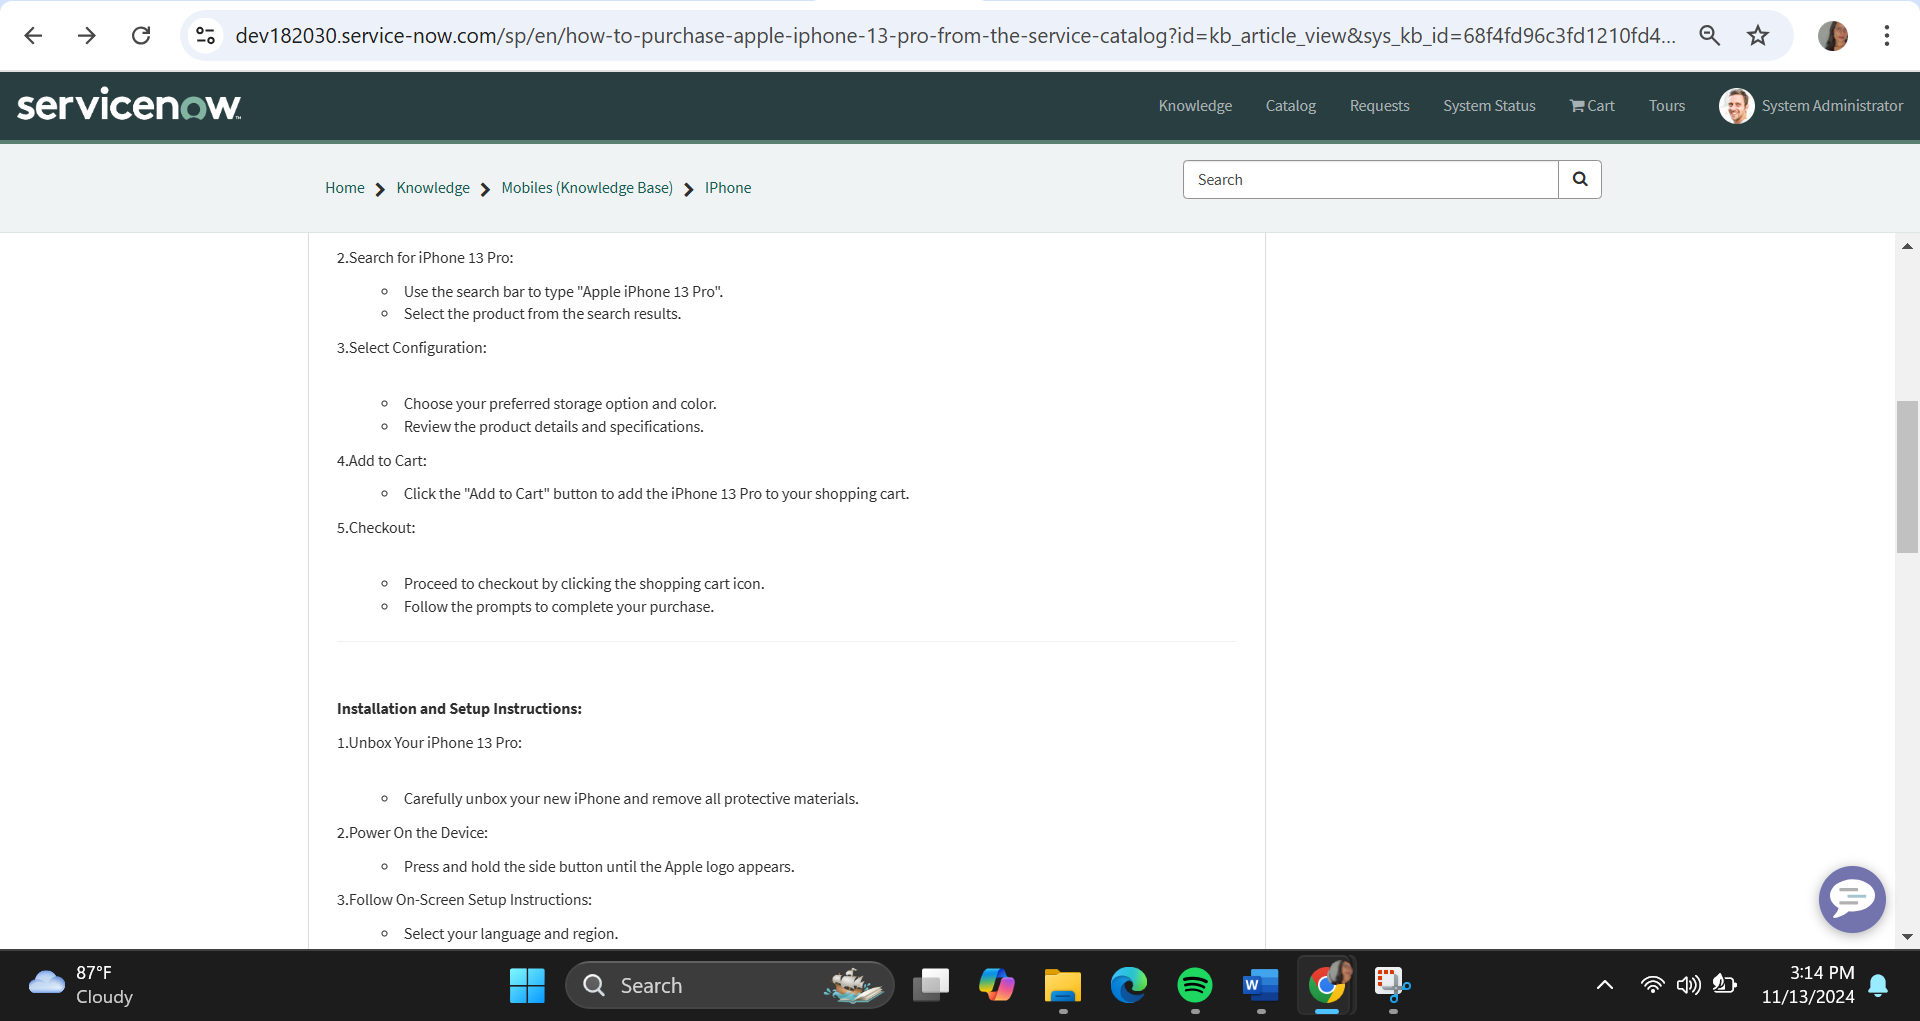 dev182030.service-now.com/sp/en/how-to-purchase-apple-iphone-13-pro-from-the-service-catalog?id=kb_article_view&sys_kb_id=68f4fd96c3fd1210fd4...
servicenow
Knowledge Catalog Requests System Status Cart Tours System Administrator
Home Knowledge Mobiles (Knowledge Base) IPhone
Search
2.Search for iPhone 13 Pro:
Use the search bar to type "Apple iPhone 13 Pro".
Select the product from the search results.
3.Select Configuration:
Choose your preferred storage option and color.
Review the product details and specifications.
4.Add to Cart:
Click the "Add to Cart" button to add the iPhone 13 Pro to your shopping cart.
5.Checkout:
Proceed to checkout by clicking the shopping cart icon.
Follow the prompts to complete your purchase.
Installation and Setup Instructions:
1.Unbox Your iPhone 13 Pro:
Carefully unbox your new iPhone and remove all protective materials.
2.Power On the Device:
Press and hold the side button until the Apple logo appears.
3.Follow On-Screen Setup Instructions:
Select your language and region.
87°F
Cloudy
Search
W
3:14 PM
11/13/2024